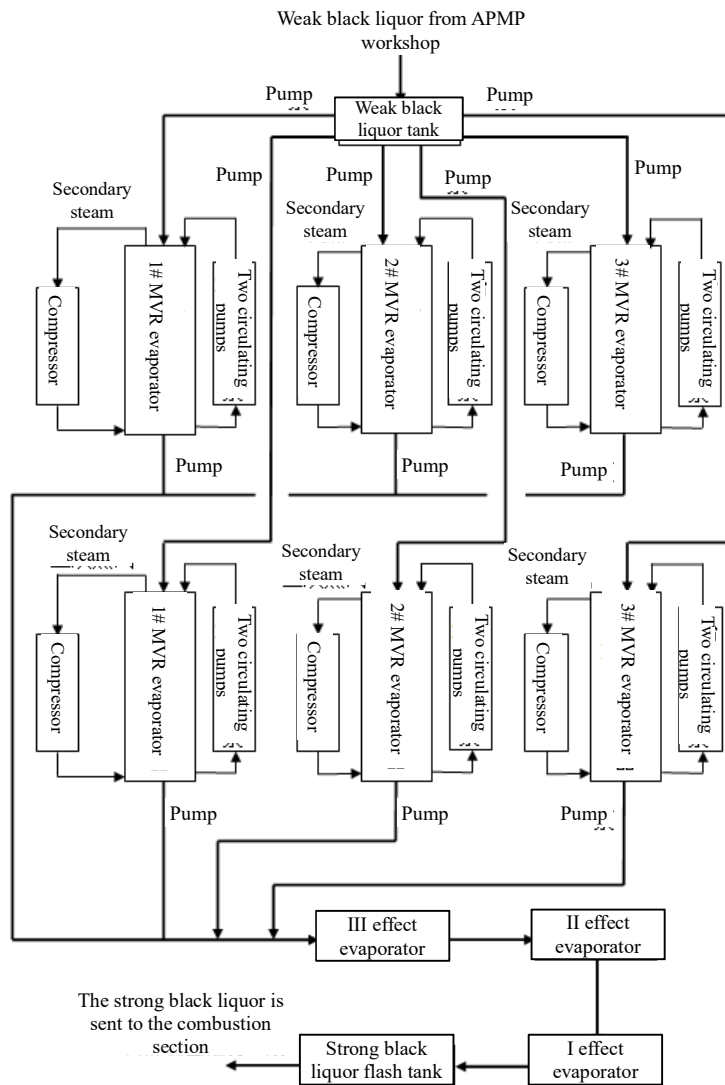 Weak black liquor from APMP
workshop
Pump
Pump
Weak black
liquor tank
Pump
Pump
Pump
Pump
Secondary
steam
Secondary
steam
Secondary
steam
Compressor
1# MVR evaporator
Two circulating
pumps
Compressor
2# MVR evaporator
Two circulating
pumps
Compressor
3# MVR evaporator
Two circulating
pumps
Pump
Pump
Pump
Secondary
steam
Secondary
steam
Secondary
steam
Compressor
1# MVR evaporator
Two circulating
pumps
Compressor
2# MVR evaporator
Two circulating
pumps
Compressor
3# MVR evaporator
Two circulating
pumps
Pump
Pump
Pump
III effect
evaporator
II effect
evaporator
The strong black liquor is
sent to the combustion
section
Strong black
liquor flash tank
I effect
evaporator